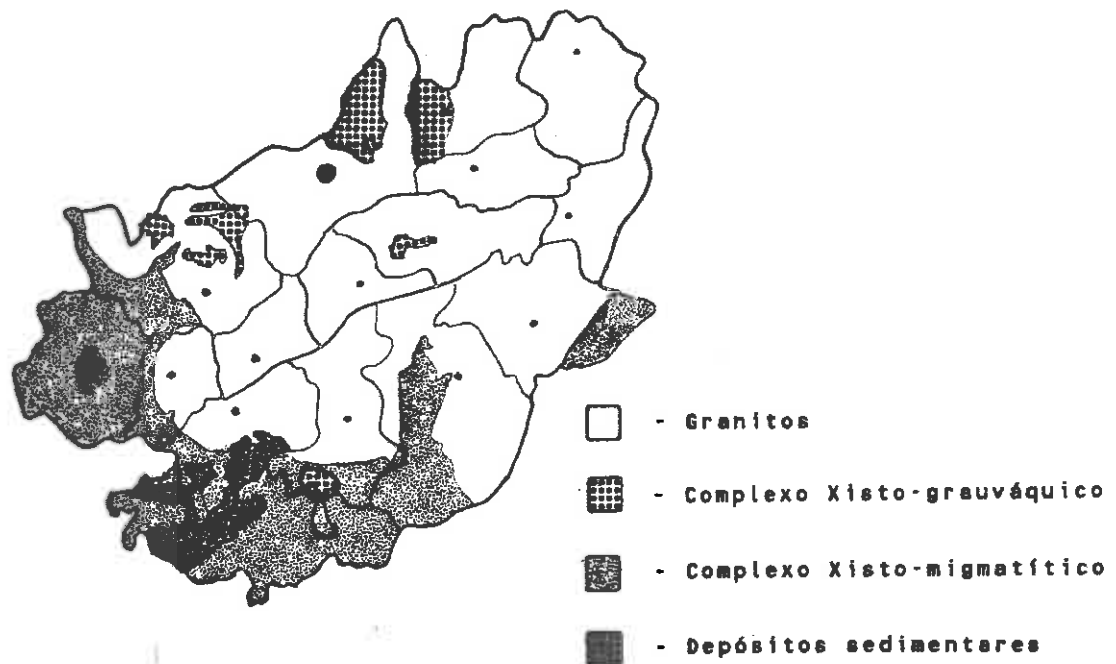 - Granitos
- Complexo Xisto-grauváquico
- Complexo Xisto-migmatítico
- Depósitos sedimentares